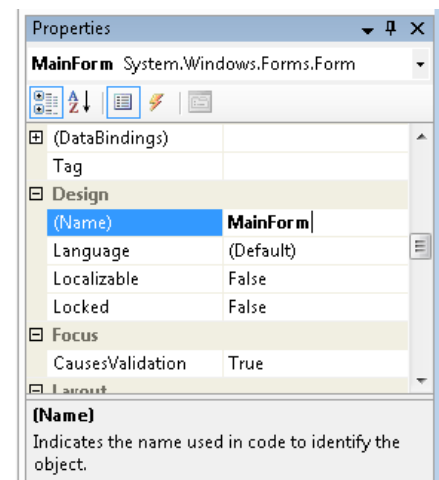 Properties
MainForm System.Windows.Forms.Form
(DataBindings)
Tag
Design
(Name) MainForm
Language (Default)
Localizable False
Locked False
Focus
CausesValidation True
Layout
(Name)
Indicates the name used in code to identify the
object.